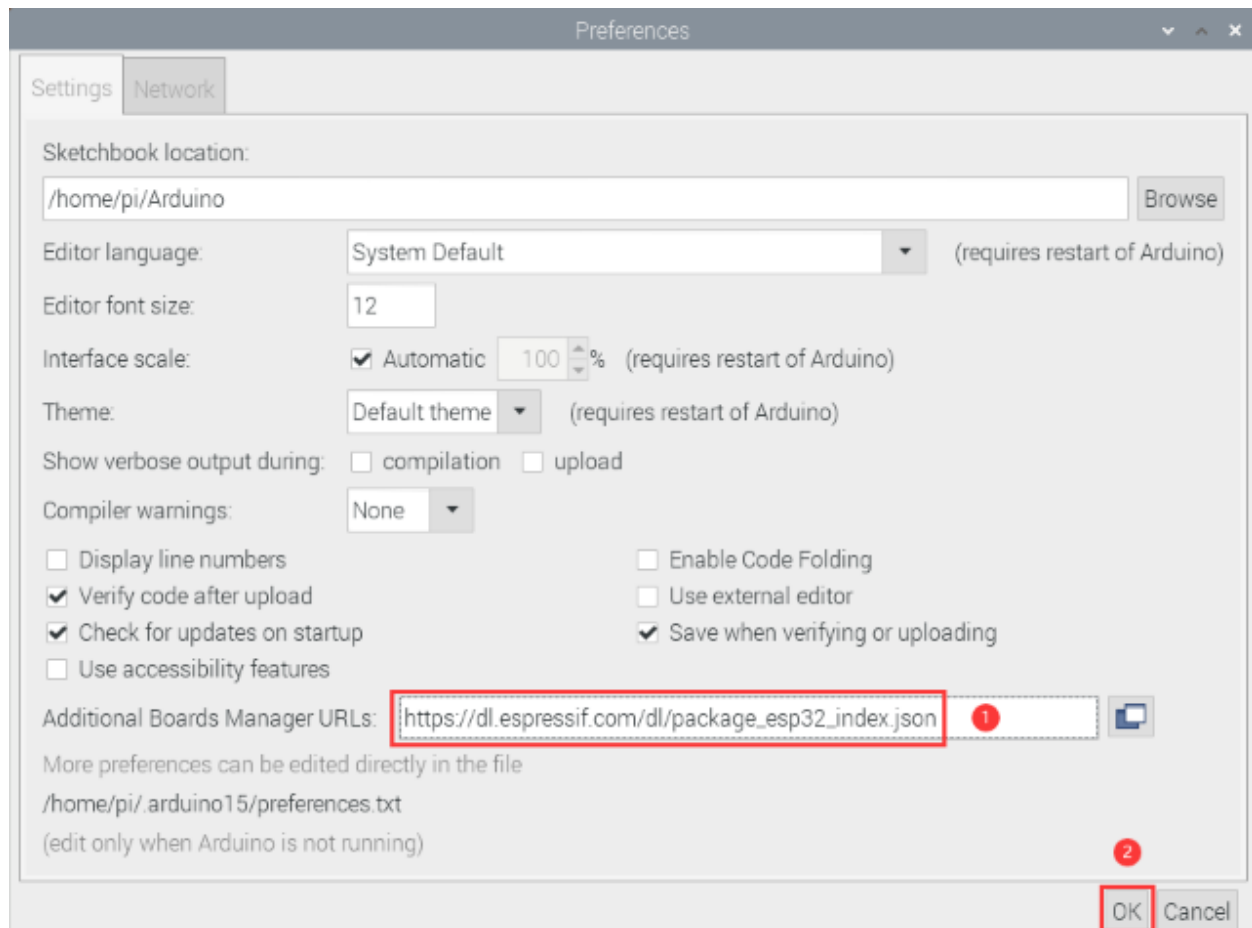 Preferences
Settings Network
Sketchbook location:
/home/pi/Arduino Browse
Editor language: System Default (requires restart of Arduino)
Editor font size: 12
Interface scale: Automatic 100 % (requires restart of Arduino)
Theme: Default theme (requires restart of Arduino)
Show verbose output during: compilation upload
Compiler warnings: None
Display line numbers Enable Code Folding
Verify code after upload Use external editor
Check for updates on startup Save when verifying or uploading
Use accessibility features
Additional Boards Manager URLs: https://dl.espressif.com/dl/package_esp32_index.json 1
More preferences can be edited directly in the file
/home/pi/.arduino15/preferences.txt
(edit only when Arduino is not running)
2
OK Cancel